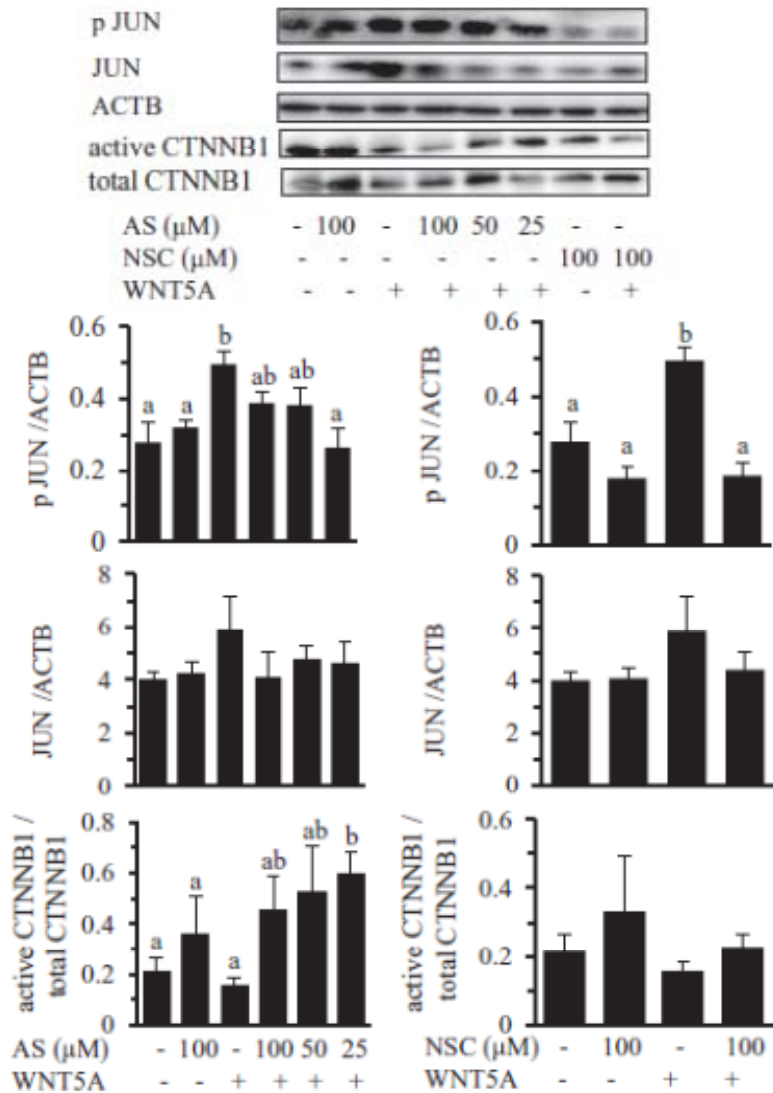 p JUN
JUN
ACTB
active CTNNB1
total CTNNB1
AS (µM) - 100 - 100 50 25 - -
NSC (µM) - - - - - - 100 100
WNT5A - - + + + + - +
p JUN /ACTB
0.6
0.4
0.2
0
a a b ab ab a
p JUN /ACTB
0.6
0.4
0.2
0
a a b a
JUN /ACTB
8
6
4
2
0
JUN /ACTB
8
6
4
2
0
active CTNNB1 /
total CTNNB1
0.8
0.6
0.4
0.2
0
a a a ab ab b
active CTNNB1 /
total CTNNB1
0.6
0.4
0.2
0
AS (µM) - 100 - 100 50 25
WNT5A - - + + + +
NSC (µM) - 100 - 100
WNT5A - - + +